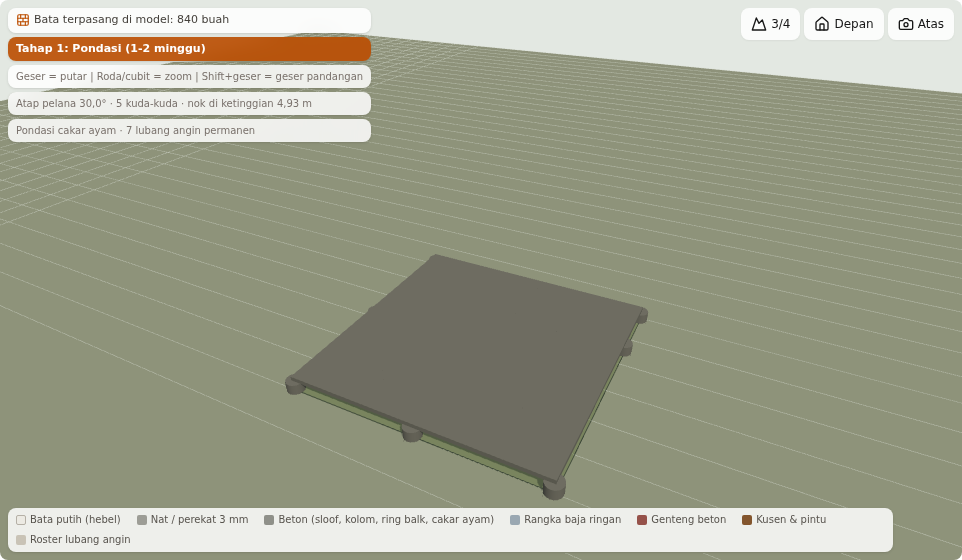 Bata terpasang di model: 840 buah
3/4
Depan
Atas
Tahap 1: Pondasi (1-2 minggu)
Geser = putar | Roda/cubit = zoom | Shift+geser = geser pandangan
Atap pelana 30,0° · 5 kuda-kuda · nok di ketinggian 4,93 m
Pondasi cakar ayam · 7 lubang angin permanen
Bata putih (hebel)
Nat / perekat 3 mm
Beton (sloof, kolom, ring balk, cakar ayam)
Rangka baja ringan
Genteng beton
Kusen & pintu
Roster lubang angin